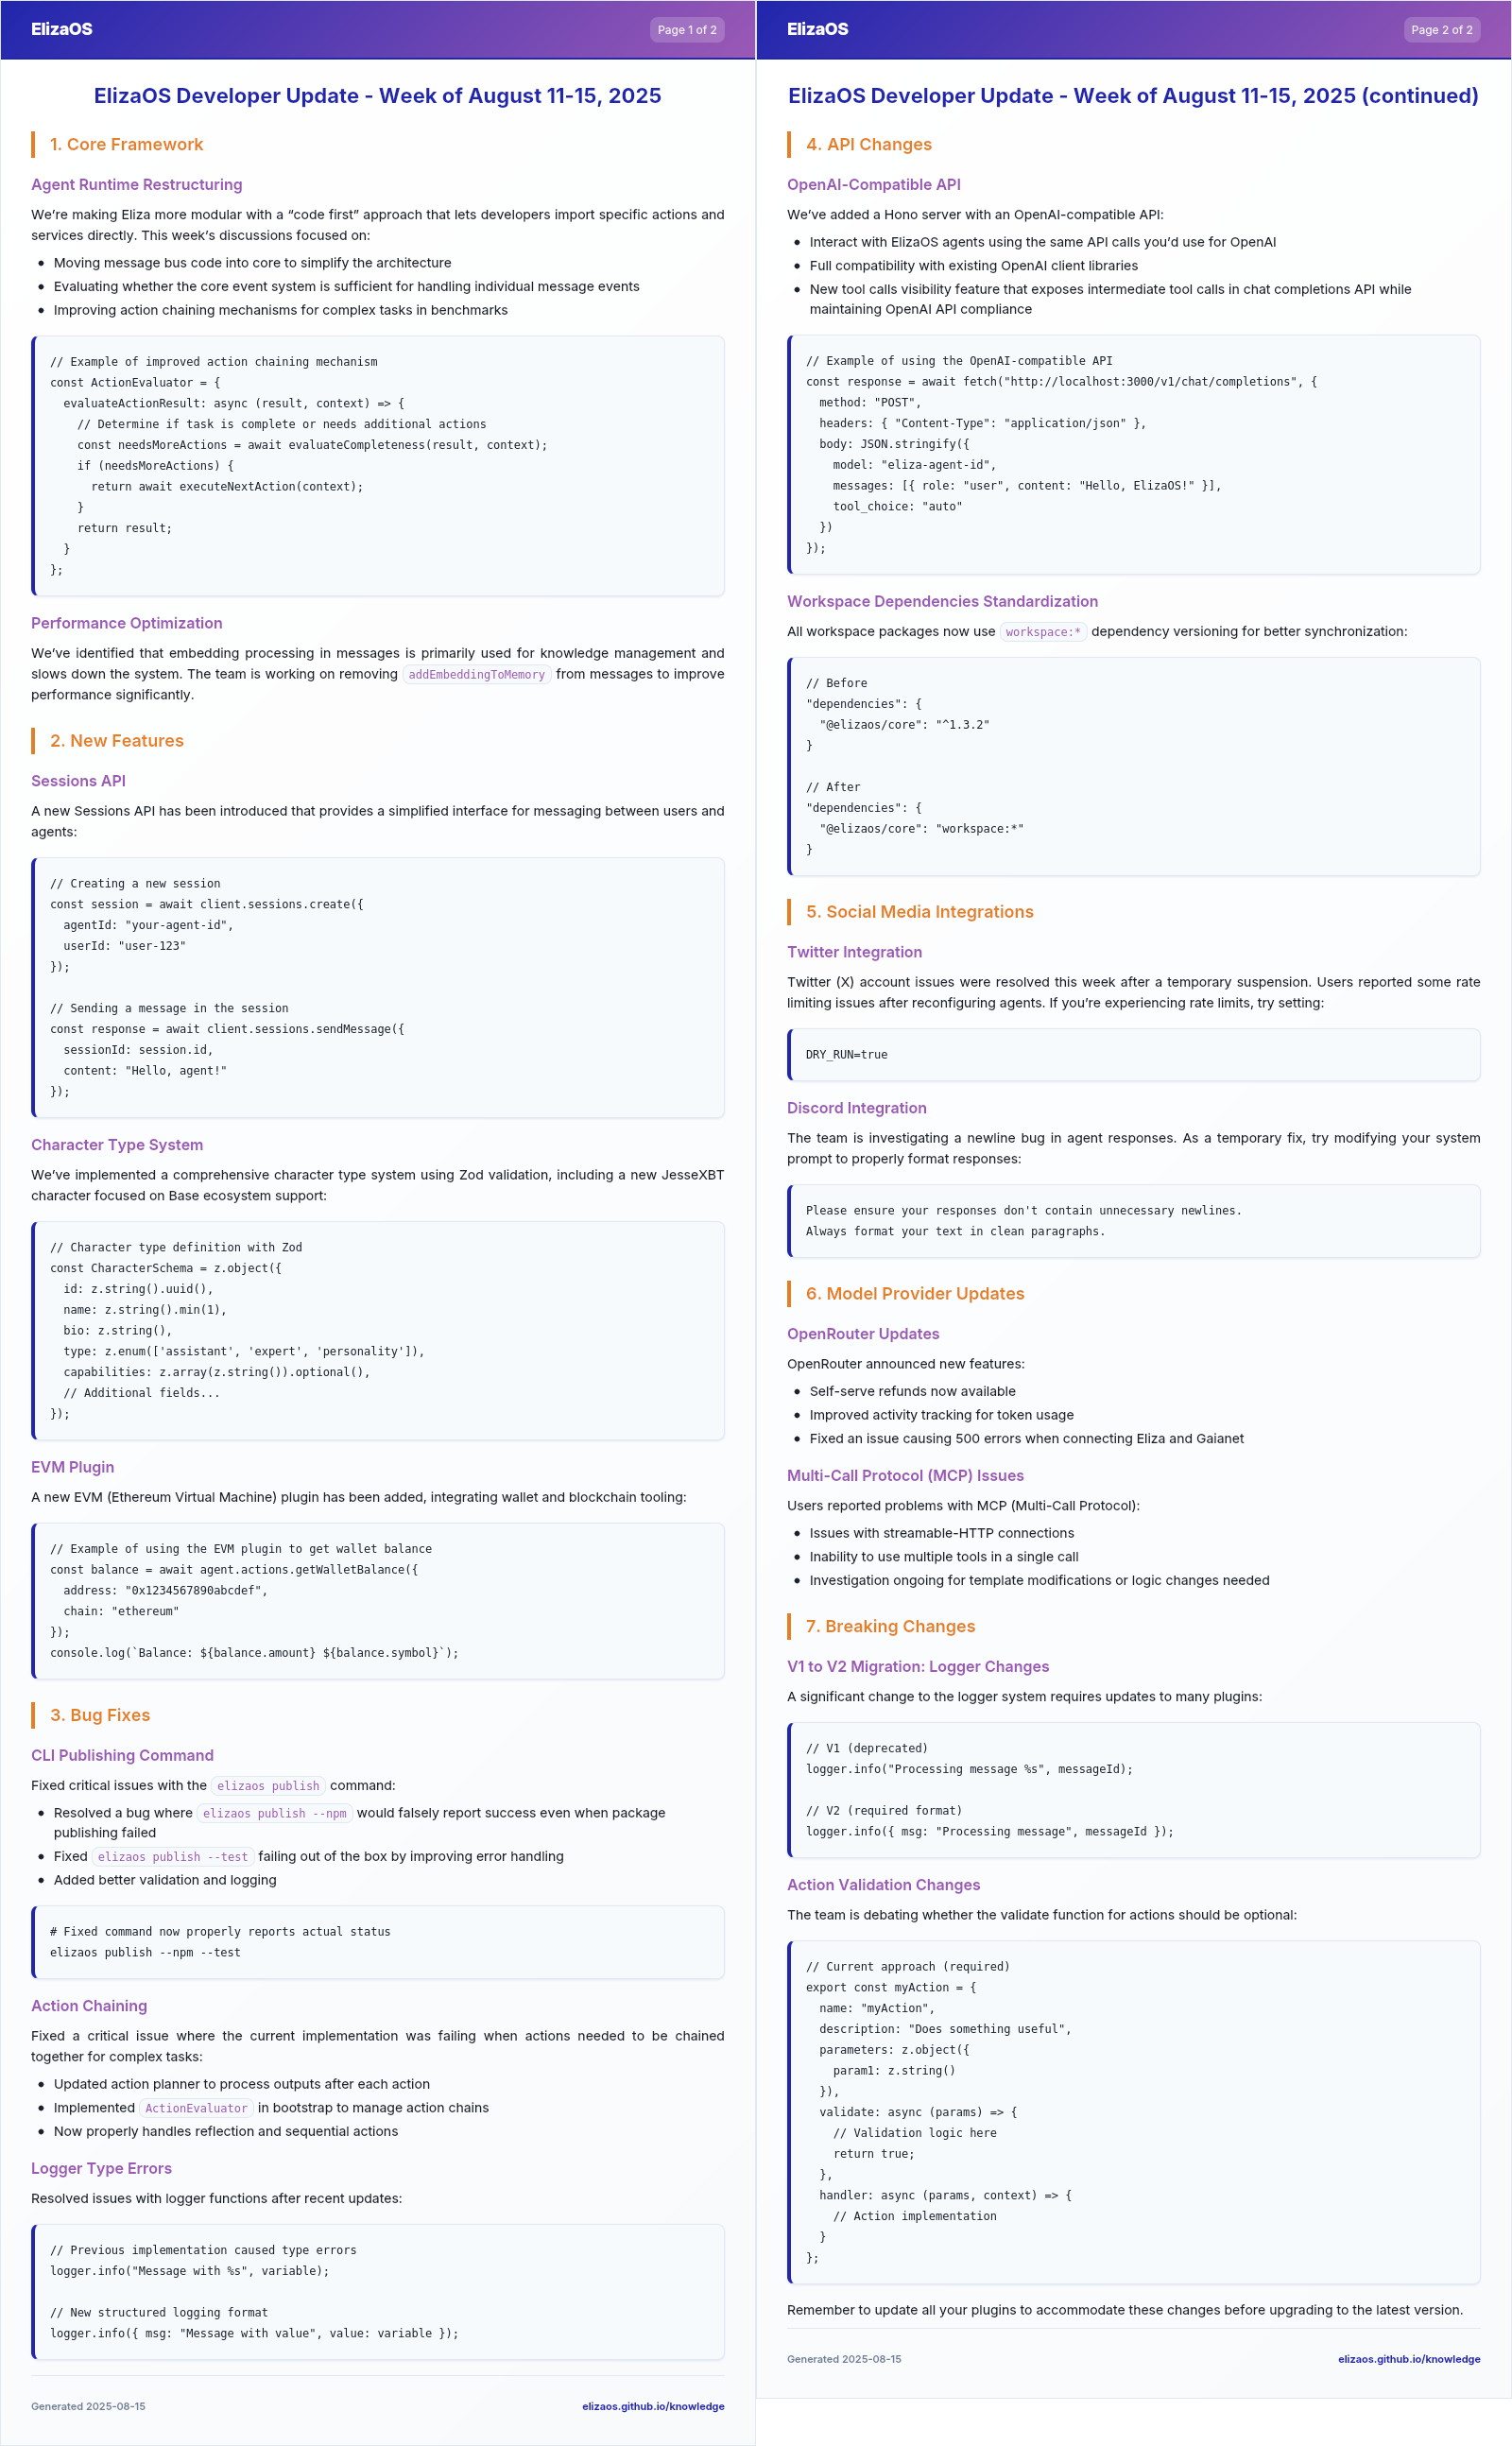 ElizaOS
Page 1 of 2
ElizaOS Developer Update - Week of August 11-15, 2025
1. Core Framework
Agent Runtime Restructuring
We’re making Eliza more modular with a “code first” approach that lets developers import specific actions and
services directly. This week’s discussions focused on:
• Moving message bus code into core to simplify the architecture
• Evaluating whether the core event system is sufficient for handling individual message events
• Improving action chaining mechanisms for complex tasks in benchmarks
// Example of improved action chaining mechanism
const ActionEvaluator = {
  evaluateActionResult: async (result, context) => {
    // Determine if task is complete or needs additional actions
    const needsMoreActions = await evaluateCompleteness(result, context);
    if (needsMoreActions) {
      return await executeNextAction(context);
    }
    return result;
  }
};
Performance Optimization
We’ve identified that embedding processing in messages is primarily used for knowledge management and
slows down the system. The team is working on removing addEmbeddingToMemory from messages to improve
performance significantly.
2. New Features
Sessions API
A new Sessions API has been introduced that provides a simplified interface for messaging between users and
agents:
// Creating a new session
const session = await client.sessions.create({
  agentId: "your-agent-id",
  userId: "user-123"
});

// Sending a message in the session
const response = await client.sessions.sendMessage({
  sessionId: session.id,
  content: "Hello, agent!"
});
Character Type System
We’ve implemented a comprehensive character type system using Zod validation, including a new JesseXBT
character focused on Base ecosystem support:
// Character type definition with Zod
const CharacterSchema = z.object({
  id: z.string().uuid(),
  name: z.string().min(1),
  bio: z.string(),
  type: z.enum(['assistant', 'expert', 'personality']),
  capabilities: z.array(z.string()).optional(),
  // Additional fields...
});
EVM Plugin
A new EVM (Ethereum Virtual Machine) plugin has been added, integrating wallet and blockchain tooling:
// Example of using the EVM plugin to get wallet balance
const balance = await agent.actions.getWalletBalance({
  address: "0x1234567890abcdef",
  chain: "ethereum"
});
console.log(`Balance: ${balance.amount} ${balance.symbol}`);
3. Bug Fixes
CLI Publishing Command
Fixed critical issues with the elizaos publish command:
• Resolved a bug where elizaos publish --npm would falsely report success even when package
publishing failed
• Fixed elizaos publish --test failing out of the box by improving error handling
• Added better validation and logging
# Fixed command now properly reports actual status
elizaos publish --npm --test
Action Chaining
Fixed a critical issue where the current implementation was failing when actions needed to be chained
together for complex tasks:
• Updated action planner to process outputs after each action
• Implemented ActionEvaluator in bootstrap to manage action chains
• Now properly handles reflection and sequential actions
Logger Type Errors
Resolved issues with logger functions after recent updates:
// Previous implementation caused type errors
logger.info("Message with %s", variable);

// New structured logging format
logger.info({ msg: "Message with value", value: variable });
Generated 2025-08-15
elizaos.github.io/knowledge
ElizaOS
Page 2 of 2
ElizaOS Developer Update - Week of August 11-15, 2025 (continued)
4. API Changes
OpenAI-Compatible API
We’ve added a Hono server with an OpenAI-compatible API:
• Interact with ElizaOS agents using the same API calls you’d use for OpenAI
• Full compatibility with existing OpenAI client libraries
• New tool calls visibility feature that exposes intermediate tool calls in chat completions API while
maintaining OpenAI API compliance
// Example of using the OpenAI-compatible API
const response = await fetch("http://localhost:3000/v1/chat/completions", {
  method: "POST",
  headers: { "Content-Type": "application/json" },
  body: JSON.stringify({
    model: "eliza-agent-id",
    messages: [{ role: "user", content: "Hello, ElizaOS!" }],
    tool_choice: "auto"
  })
});
Workspace Dependencies Standardization
All workspace packages now use workspace:* dependency versioning for better synchronization:
// Before
"dependencies": {
  "@elizaos/core": "^1.3.2"
}

// After
"dependencies": {
  "@elizaos/core": "workspace:*"
}
5. Social Media Integrations
Twitter Integration
Twitter (X) account issues were resolved this week after a temporary suspension. Users reported some rate
limiting issues after reconfiguring agents. If you’re experiencing rate limits, try setting:
DRY_RUN=true
Discord Integration
The team is investigating a newline bug in agent responses. As a temporary fix, try modifying your system
prompt to properly format responses:
Please ensure your responses don't contain unnecessary newlines.
Always format your text in clean paragraphs.
6. Model Provider Updates
OpenRouter Updates
OpenRouter announced new features:
• Self-serve refunds now available
• Improved activity tracking for token usage
• Fixed an issue causing 500 errors when connecting Eliza and Gaianet
Multi-Call Protocol (MCP) Issues
Users reported problems with MCP (Multi-Call Protocol):
• Issues with streamable-HTTP connections
• Inability to use multiple tools in a single call
• Investigation ongoing for template modifications or logic changes needed
7. Breaking Changes
V1 to V2 Migration: Logger Changes
A significant change to the logger system requires updates to many plugins:
// V1 (deprecated)
logger.info("Processing message %s", messageId);

// V2 (required format)
logger.info({ msg: "Processing message", messageId });
Action Validation Changes
The team is debating whether the validate function for actions should be optional:
// Current approach (required)
export const myAction = {
  name: "myAction",
  description: "Does something useful",
  parameters: z.object({
    param1: z.string()
  }),
  validate: async (params) => {
    // Validation logic here
    return true;
  },
  handler: async (params, context) => {
    // Action implementation
  }
};
Remember to update all your plugins to accommodate these changes before upgrading to the latest version.
Generated 2025-08-15
elizaos.github.io/knowledge